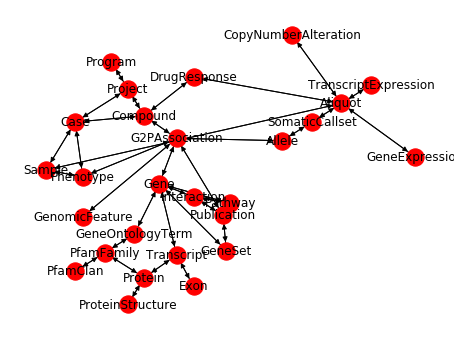 CopyNumberAlteration
Program
DrugResponse
TranscriptExpression
Project
Aliquot
Case
Compound
SomaticCallset
G2PAssociation
Allele
GeneExpression
Sample
Phenotype
Gene
Interaction
Pathway
GenomicFeature
Publication
GeneOntologyTerm
PfamFamily
Transcript
GeneSet
PfamClan
Protein
Exon
ProteinStructure